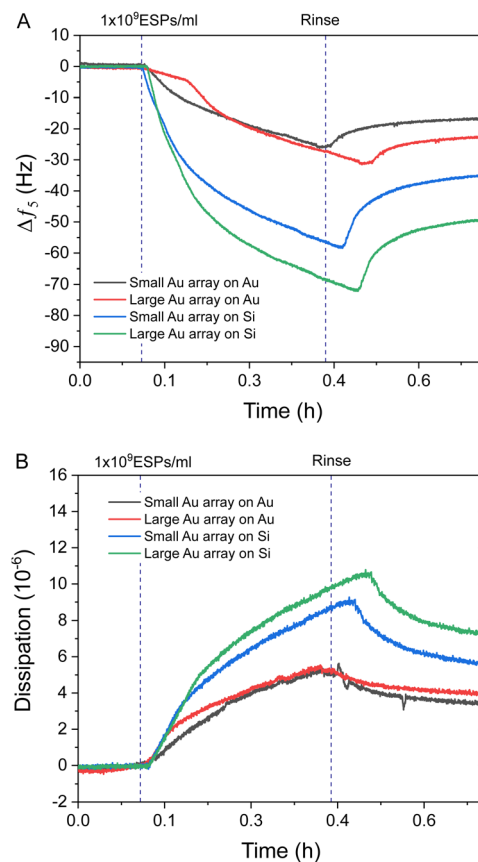 A
1x10⁹ESPs/ml
Rinse
10
0
-10
-20
-30
-40
-50
-60
-70
-80
-90
Δf₅ (Hz)
Small Au array on Au
Large Au array on Au
Small Au array on Si
Large Au array on Si
0.0
0.1
0.3
0.4
0.6
Time (h)
B
1x10⁹ESPs/ml
Rinse
16
14
12
10
8
6
4
2
0
-2
Dissipation (10⁻⁶)
Small Au array on Au
Large Au array on Au
Small Au array on Si
Large Au array on Si
0.0
0.1
0.3
0.4
0.6
Time (h)